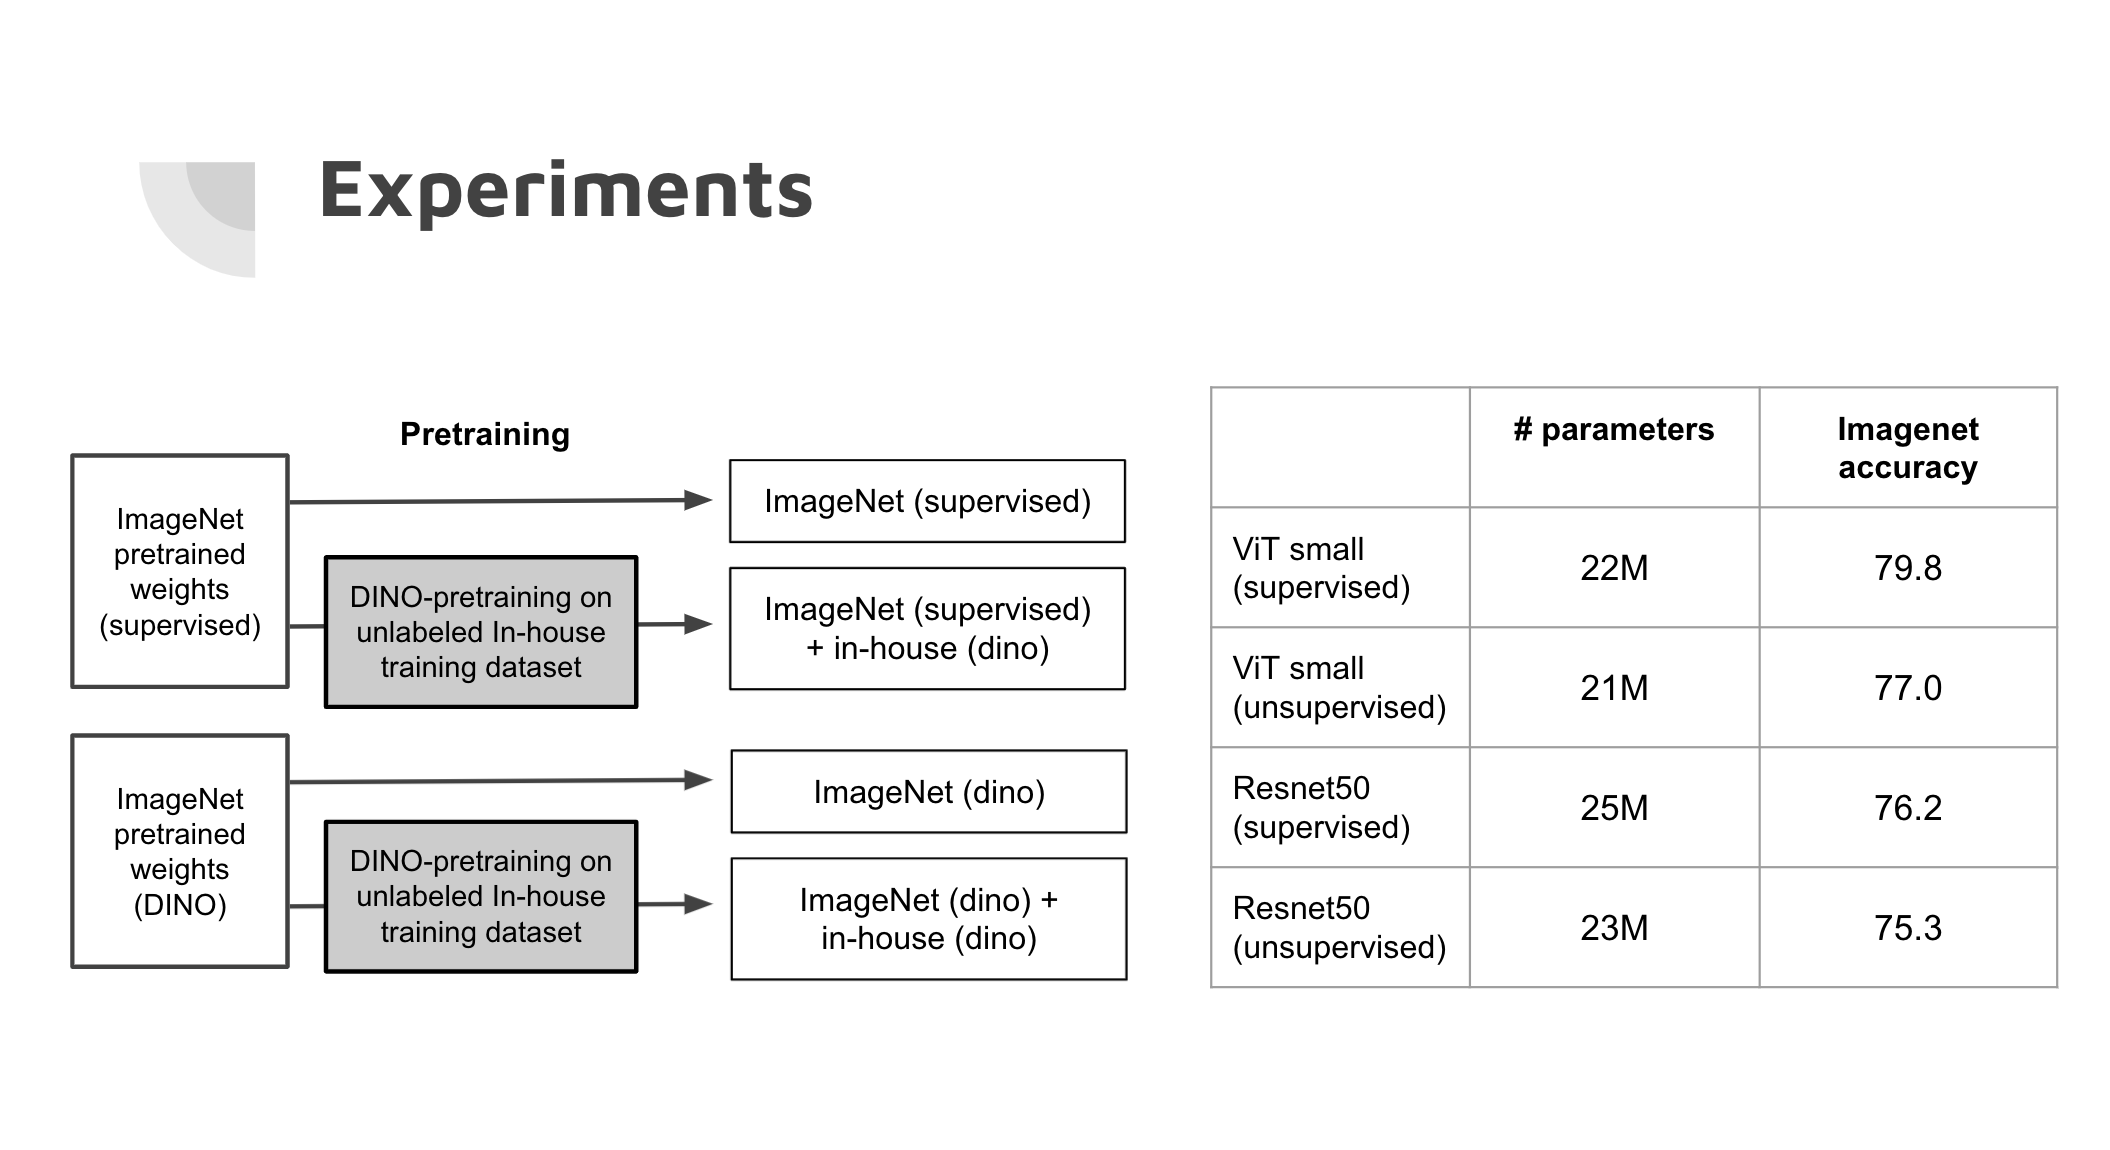 Experiments
Pretraining
ImageNet
pretrained
weights
(supervised)
ImageNet (supervised)
DINO-pretraining on
unlabeled In-house
training dataset
ImageNet (supervised)
+ in-house (dino)
ImageNet
pretrained
weights
(DINO)
ImageNet (dino)
DINO-pretraining on
unlabeled In-house
training dataset
ImageNet (dino) +
in-house (dino)
# parameters
Imagenet
accuracy
ViT small
(supervised)
22M
79.8
ViT small
(unsupervised)
21M
77.0
Resnet50
(supervised)
25M
76.2
Resnet50
(unsupervised)
23M
75.3